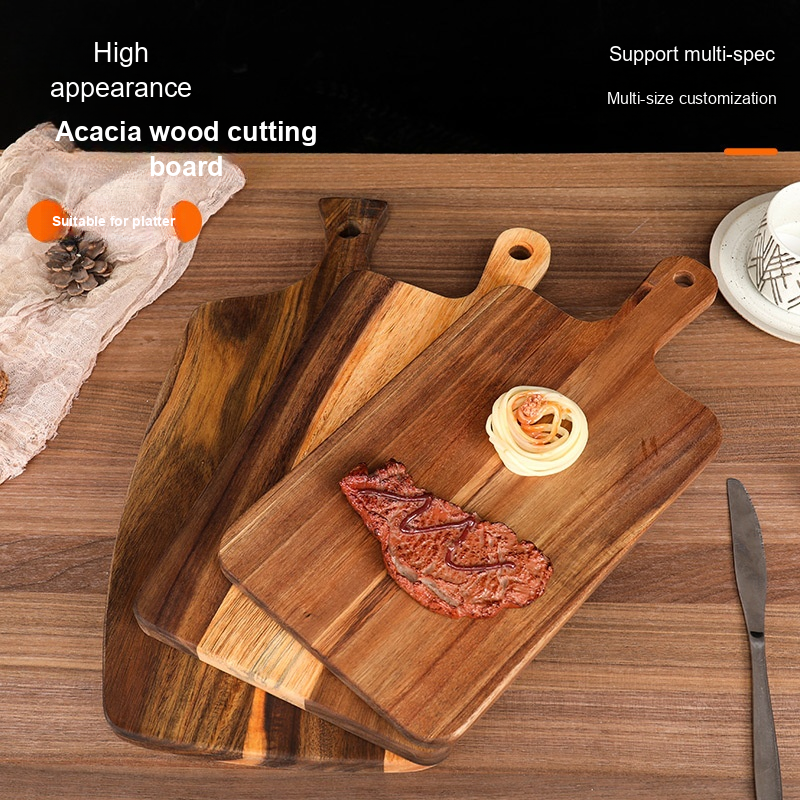 High
appearance
Acacia wood cutting
board
Suitable for platter
Support multi-spec
Multi-size customization